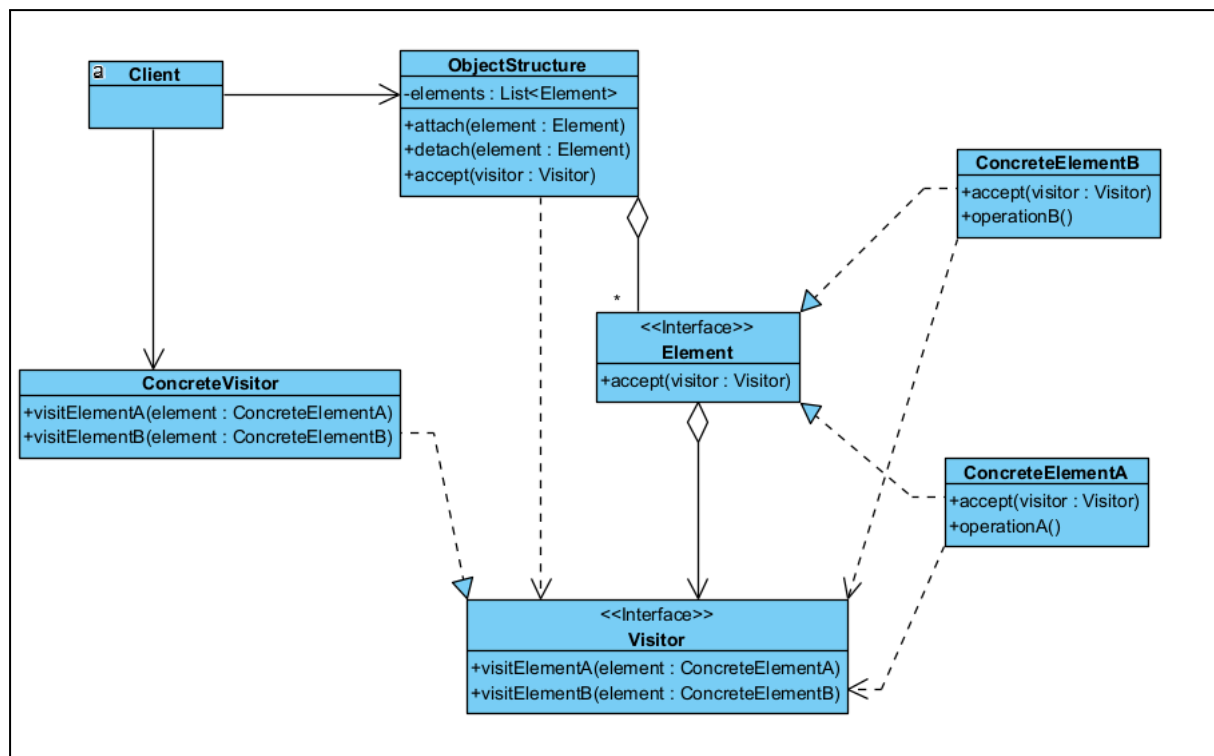 a
Client
ObjectStructure
-elements : List<Element>
+attach(element : Element)
+detach(element : Element)
+accept(visitor : Visitor)
ConcreteElementB
+accept(visitor : Visitor)
+operationB()
*
<<Interface>>
Element
+accept(visitor : Visitor)
ConcreteVisitor
+visitElementA(element : ConcreteElementA)
+visitElementB(element : ConcreteElementB)
ConcreteElementA
+accept(visitor : Visitor)
+operationA()
<<Interface>>
Visitor
+visitElementA(element : ConcreteElementA)
+visitElementB(element : ConcreteElementB)